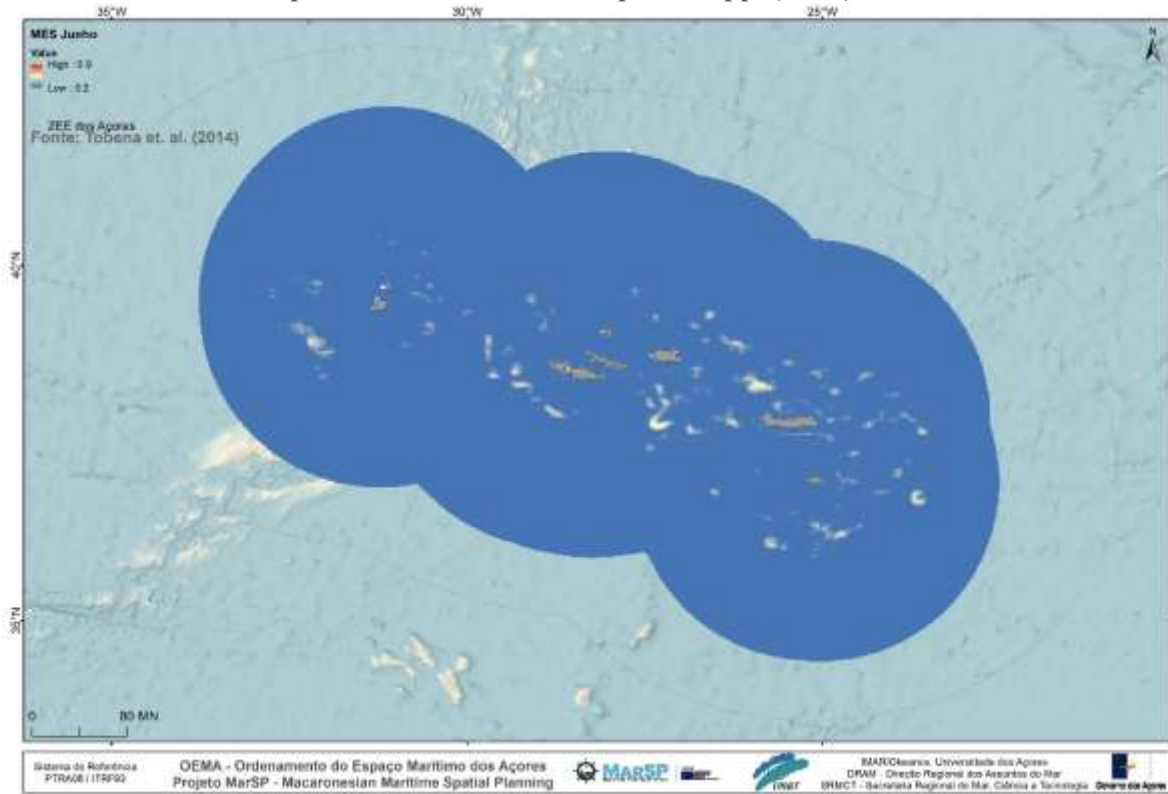 35°W 30°W 25°W
MES Junho
Value
High : 0.9
Low : 0.2
ZEE dos Açores
Fonte: Tobena et. al. (2014)
N
40°N
35°N
0 80 MN
Sistema de Referência
PTRA08 / ITRF93
OEMA - Ordenamento do Espaço Marítimo dos Açores
Projeto MarSP - Macaronesian Maritime Spatial Planning
MARSP
IMAR
IMAR/Okeanos, Universidade dos Açores
DRAM - Direção Regional dos Assuntos do Mar
SRMCT - Secretaria Regional do Mar, Ciência e Tecnologia
Governo dos Açores